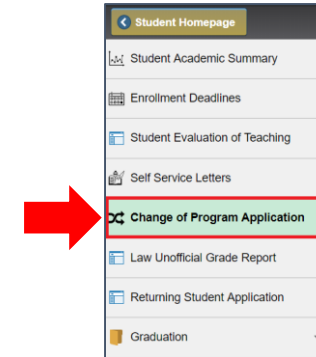 Student Homepage
Student Academic Summary
Enrollment Deadlines
Student Evaluation of Teaching
Self Service Letters
Change of Program Application
Law Unofficial Grade Report
Returning Student Application
Graduation